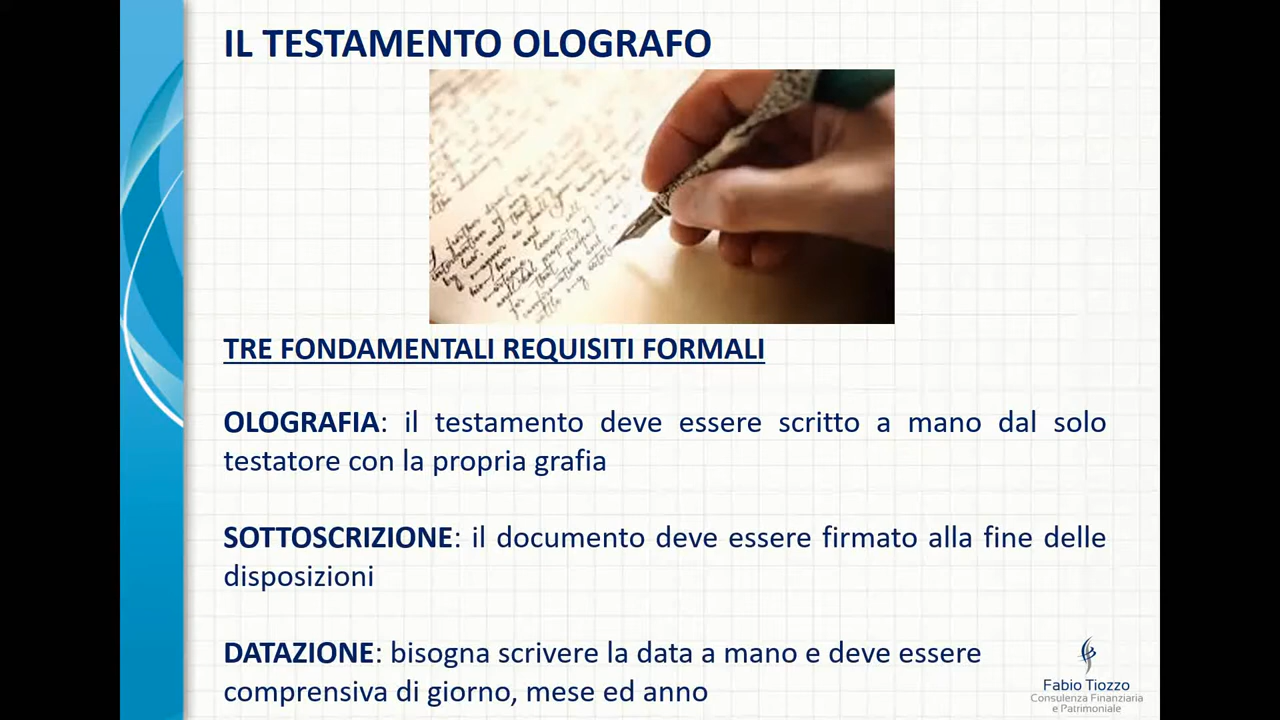 IL TESTAMENTO OLOGRAFO
TRE FONDAMENTALI REQUISITI FORMALI
OLOGRAFIA: il testamento deve essere scritto a mano dal solo
testatore con la propria grafia
SOTTOSCRIZIONE: il documento deve essere firmato alla fine delle
disposizioni
DATAZIONE: bisogna scrivere la data a mano e deve essere
comprensiva di giorno, mese ed anno
Fabio Tiozzo
Consulenza Finanziaria
e Patrimoniale